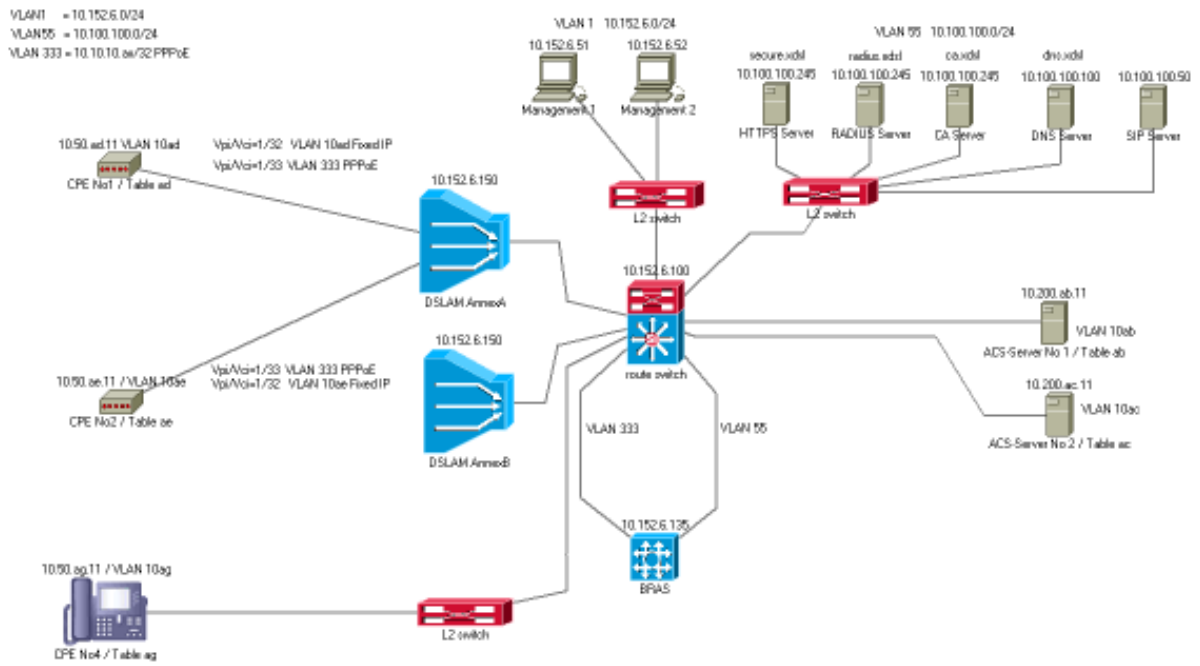 VLAN1 = 10.152.6.0/24
VLAN55 = 10.100.100.0/24
VLAN 333 = 10.10.10.ae/32 PPPoE
VLAN 1 10.152.6.0/24
10.152.6.51
10.152.6.52
Management 1
Management 2
VLAN 55 10.100.100.0/24
secure.xdsl
radius.xdsl
ca.xdsl
dns.xdsl
10.100.100.245
10.100.100.245
10.100.100.245
10.100.100.100
10.100.100.50
HTTPS Server
RADIUS Server
CA Server
DNS Server
SIP Server
L2 switch
L2 switch
10.50.ad.11 VLAN 10ad
CPE No1 / Table ad
Vpi/Vci=1/32 VLAN 10ad Fixed IP
Vpi/Vci=1/33 VLAN 333 PPPoE
10.152.6.150
DSLAM AnnexA
10.152.6.100
route switch
10.200.ab.11
VLAN 10ab
ACS-Server No 1 / Table ab
10.152.6.150
DSLAM AnnexB
Vpi/Vci=1/33 VLAN 333 PPPoE
Vpi/Vci=1/32 VLAN 10ae Fixed IP
10.50.ae.11 / VLAN 10ae
CPE No2 / Table ae
10.200.ac.11
VLAN 10ac
ACS-Server No 2 / Table ac
VLAN 333
VLAN 55
10.152.6.135
BRAS
10.50.ag.11 / VLAN 10ag
CPE No4 / Table ag
L2 switch